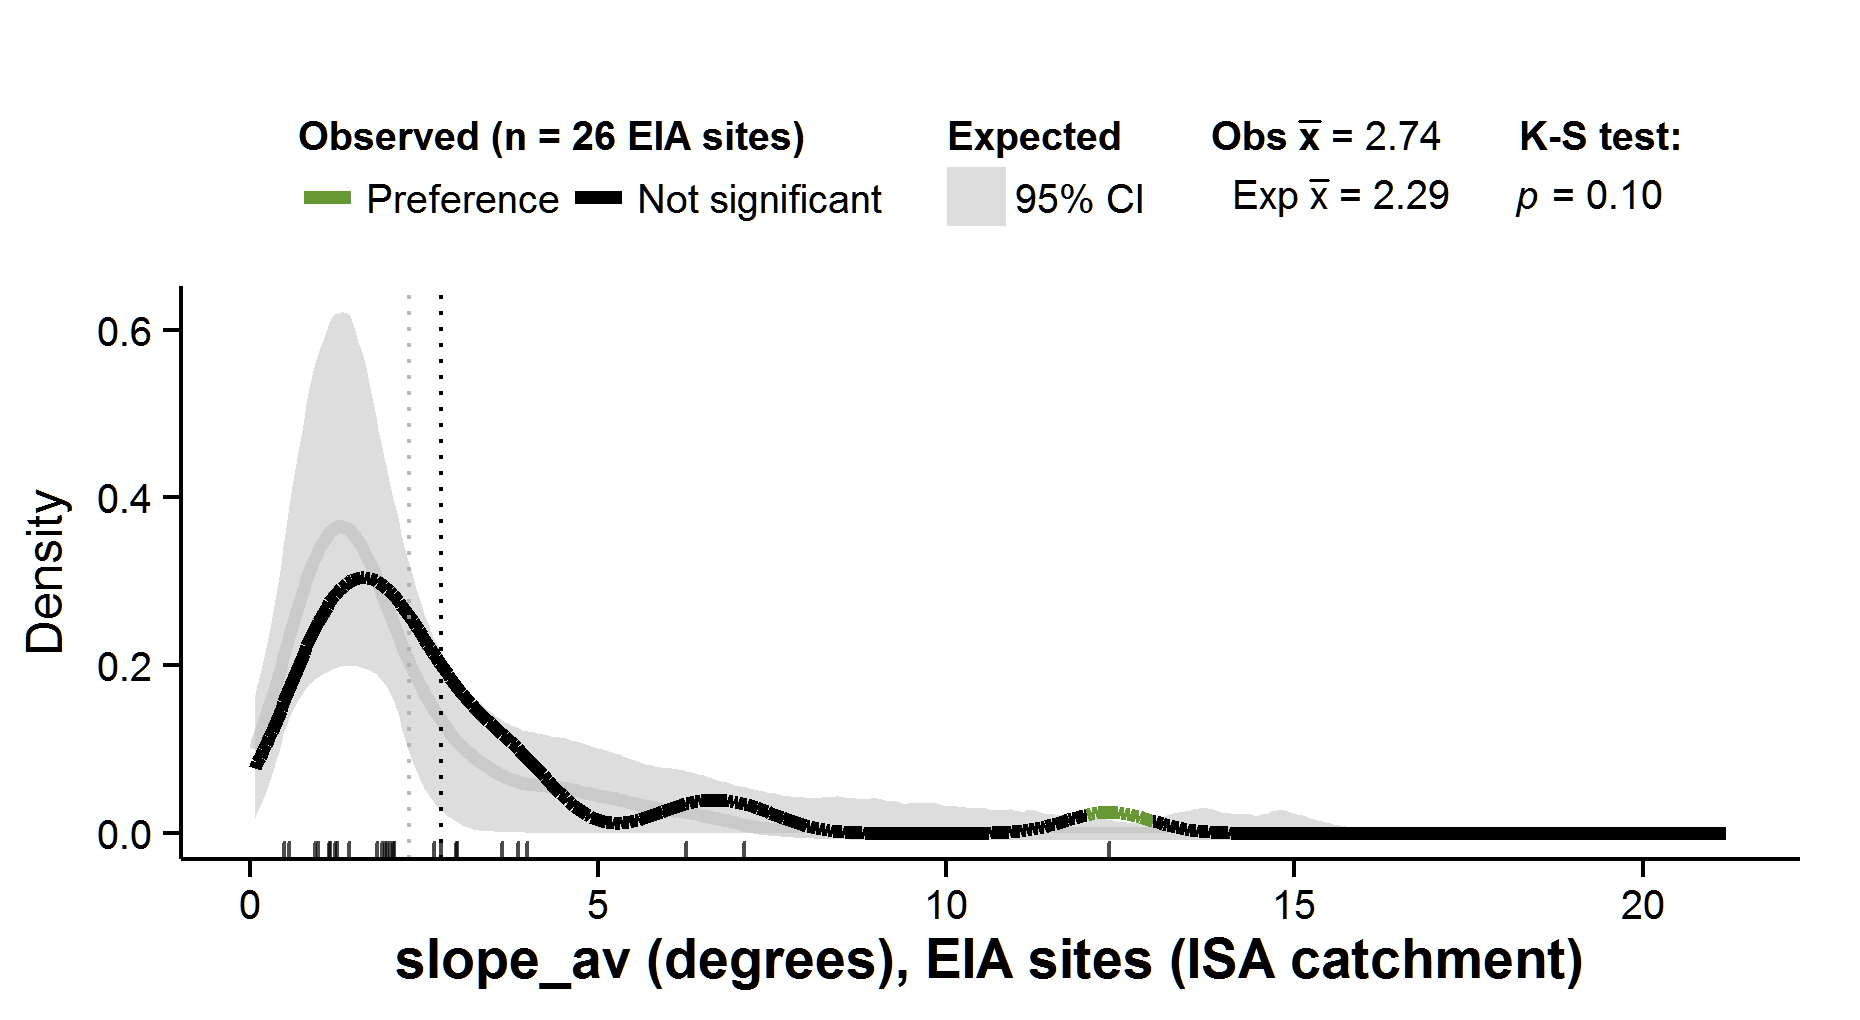 Observed (n = 26 EIA sites) Expected Obs x̅ = 2.74 K-S test:
Preference Not significant 95% CI Exp x̅ = 2.29 p = 0.10
0.6
0.4
0.2
0.0
Density
0 5 10 15 20
slope_av (degrees), EIA sites (ISA catchment)